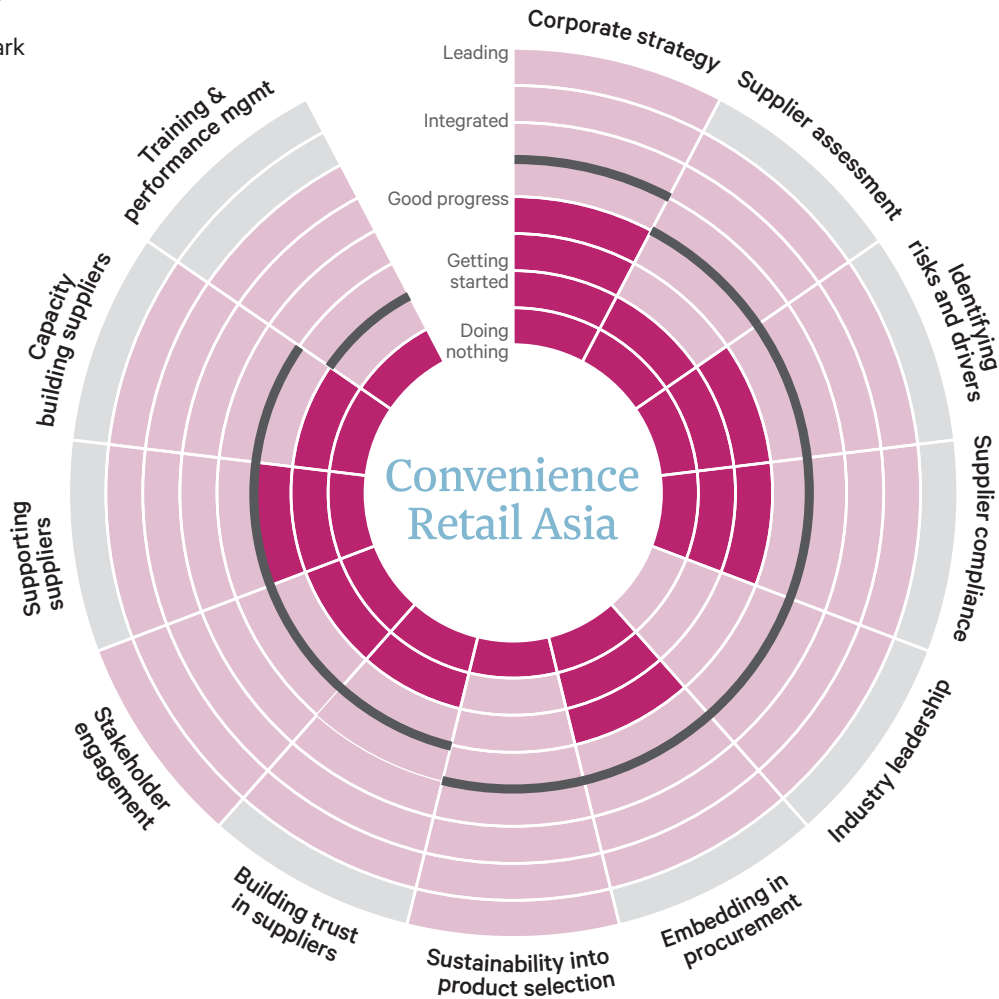 ark
Corporate strategy
Supplier assessment
Identifying
risks and drivers
Supplier compliance
Industry leadership
Embedding in
procurement
Sustainability into
product selection
Building trust
in suppliers
Stakeholder
engagement
Supporting
suppliers
Capacity
building suppliers
Training &
performance mgmt
Leading
Integrated
Good progress
Getting
started
Doing
nothing
Convenience
Retail Asia